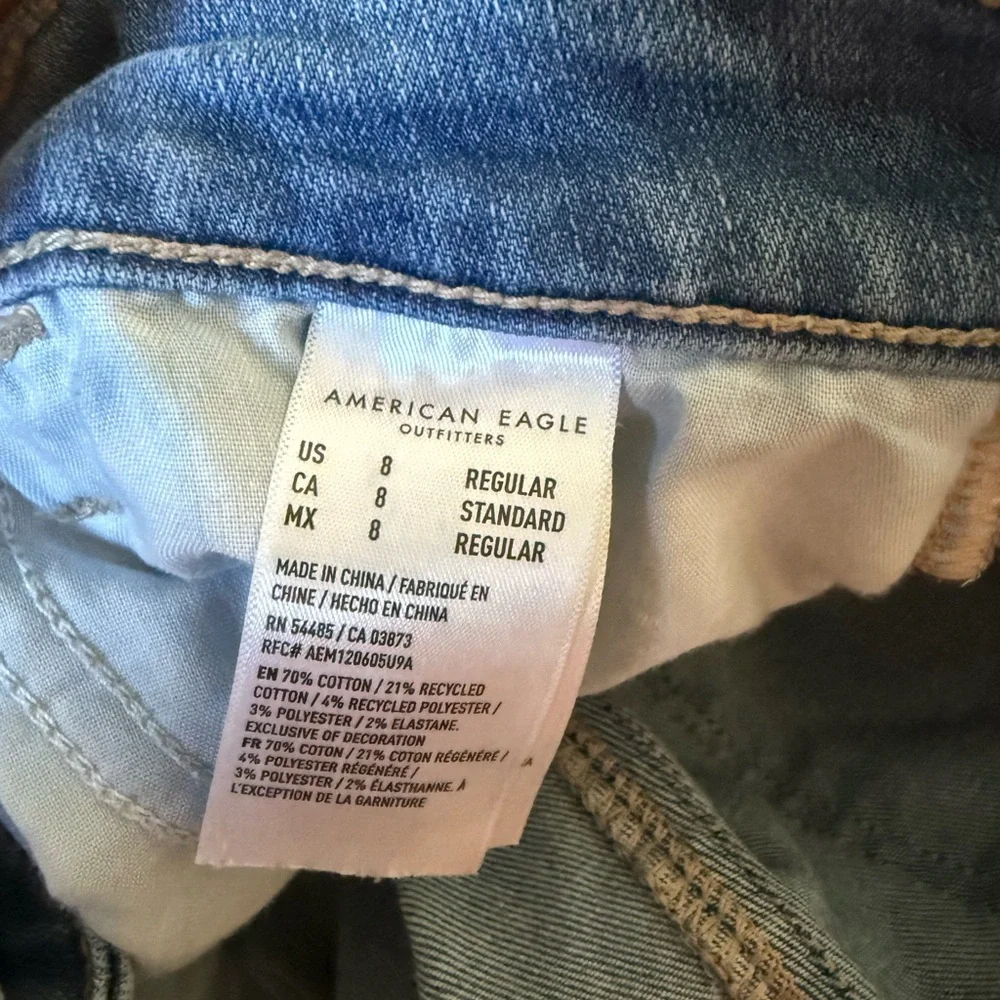 AMERICAN EAGLE
OUTFITTERS
US 8 REGULAR
CA 8 STANDARD
MX 8 REGULAR
MADE IN CHINA / FABRIQUÉ EN
CHINE / HECHO EN CHINA
RN 54485 / CA 03873
RFC# AEM120605U9A
EN 70% COTTON / 21% RECYCLED
COTTON / 4% RECYCLED POLYESTER /
3% POLYESTER / 2% ELASTANE.
EXCLUSIVE OF DECORATION
FR 70% COTON / 21% COTON RÉGÉNÉRÉ /
4% POLYESTER RÉGÉNÉRÉ /
3% POLYESTER / 2% ÉLASTHANNE. À
L'EXCEPTION DE LA GARNITURE